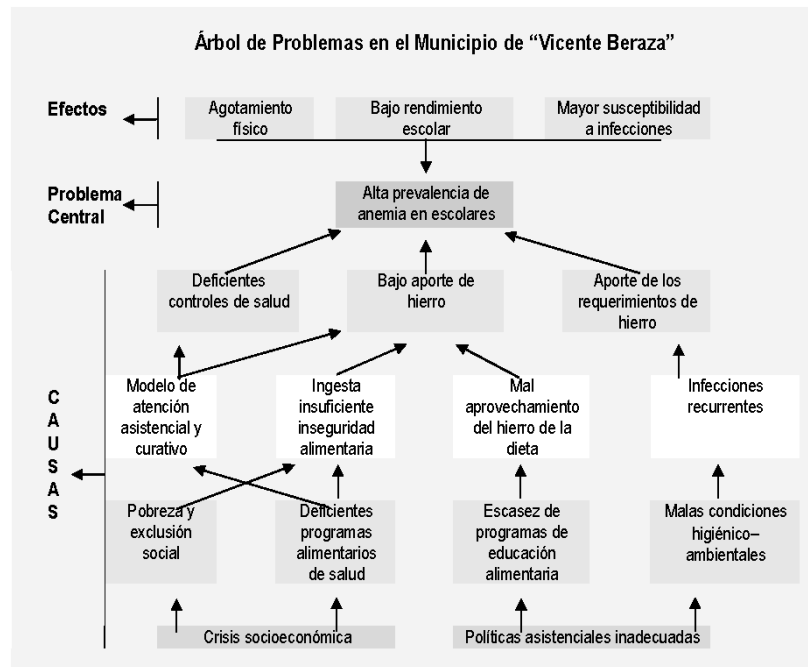 Árbol de Problemas en el Municipio de “Vicente Beraza”
Efectos
Agotamiento
físico
Bajo rendimiento
escolar
Mayor susceptibilidad
a infecciones
Problema
Central
Alta prevalencia de
anemia en escolares
Deficientes
controles de salud
Bajo aporte de
hierro
Aporte de los
requerimientos de
hierro
CAUSAS
Modelo de
atención
asistencial y
curativo
Ingesta
insuficiente
inseguridad
alimentaria
Mal
aprovechamiento
del hierro de la
dieta
Infecciones
recurrentes
Pobreza y
exclusión
social
Deficientes
programas
alimentarios
de salud
Escasez de
programas de
educación
alimentaria
Malas condiciones
higiénico–
ambientales
Crisis socioeconómica
Políticas asistenciales inadecuadas